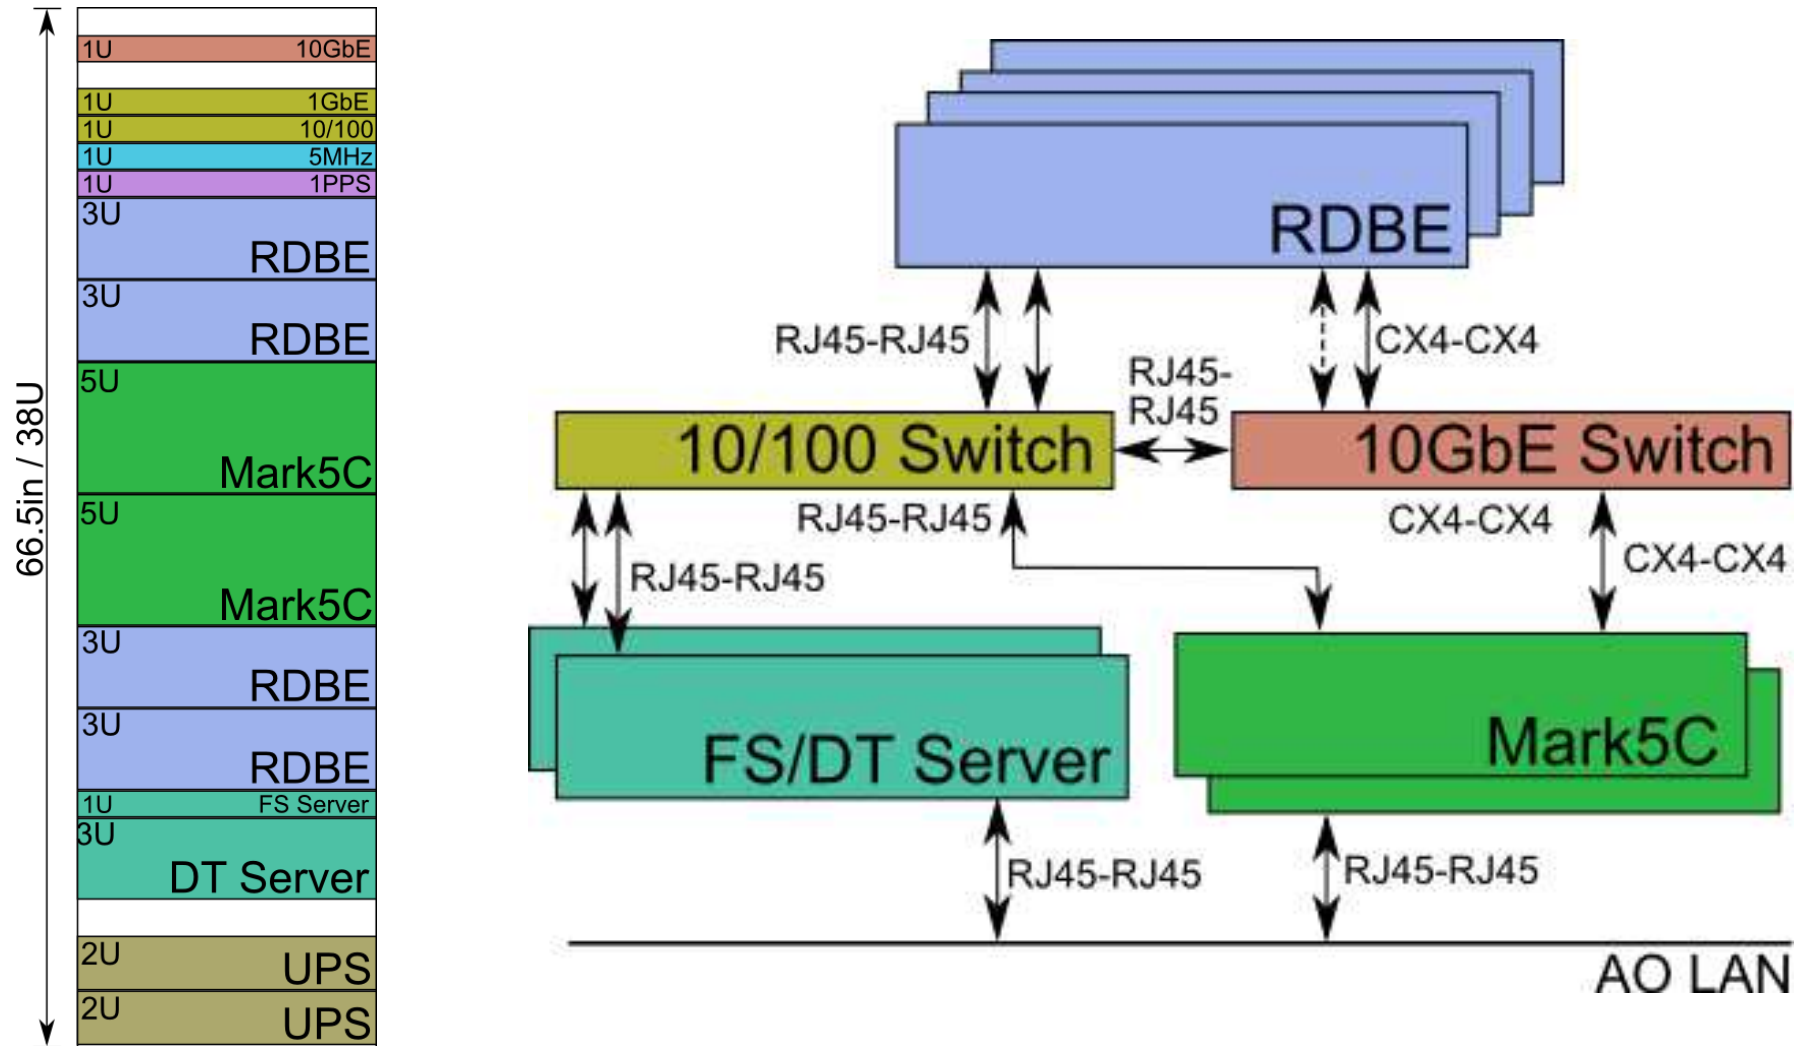 66.5in / 38U
1U 10GbE
1U 1GbE
1U 10/100
1U 5MHz
1U 1PPS
3U
RDBE
3U
RDBE
5U
Mark5C
5U
Mark5C
3U
RDBE
3U
RDBE
1U FS Server
3U
DT Server
2U
UPS
2U
UPS
RDBE
RJ45-RJ45
CX4-CX4
RJ45-
RJ45
10/100 Switch
10GbE Switch
RJ45-RJ45
CX4-CX4
RJ45-RJ45
CX4-CX4
FS/DT Server
Mark5C
RJ45-RJ45
RJ45-RJ45
AO LAN